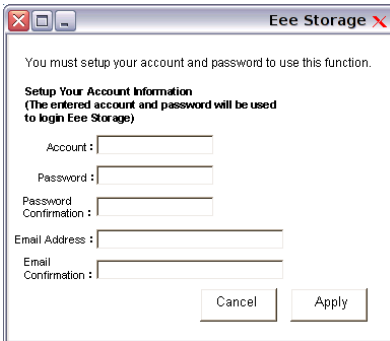 Eee Storage
You must setup your account and password to use this function.
Setup Your Account Information
(The entered account and password will be used
to login Eee Storage)
Account :
Password :
Password
Confirmation :
Email Address :
Email
Confirmation :
Cancel Apply